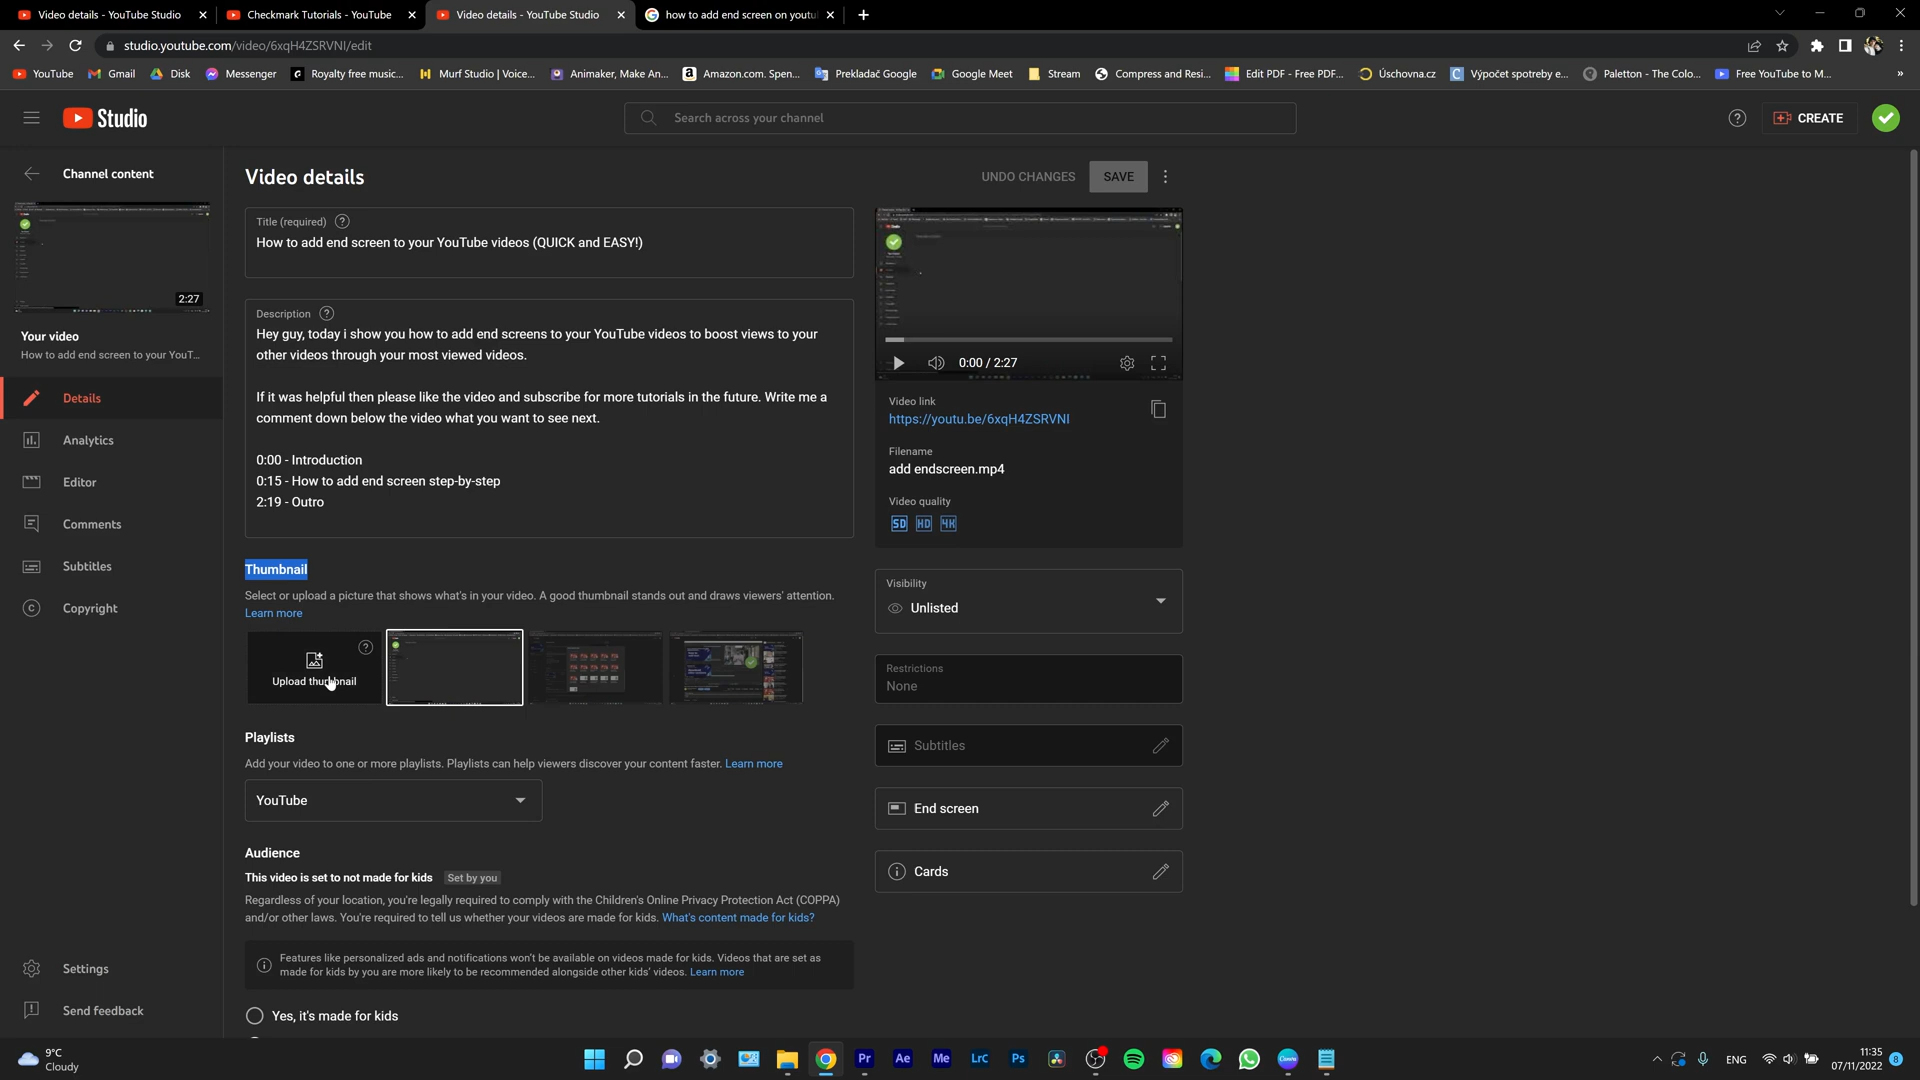 Video details - YouTube Studio
Checkmark Tutorials - YouTube
Video details - YouTube Studio
how to add end screen on youtu
studio.youtube.com/video/6xqH4ZSRVNI/edit
YouTube
Gmail
Disk
Messenger
Royalty free music...
Murf Studio | Voice...
Animaker, Make An...
Amazon.com. Spen...
Prekladač Google
Google Meet
Stream
Compress and Resi...
Edit PDF - Free PDF...
Úschovna.cz
Výpočet spotreby e...
Paletton - The Colo...
Free YouTube to M...
»
Studio
Search across your channel
CREATE
Channel content
2:27
Your video
How to add end screen to your YouT...
Details
Analytics
Editor
Comments
Subtitles
Copyright
Settings
Send feedback
Video details
UNDO CHANGES
SAVE
Title (required)
How to add end screen to your YouTube videos (QUICK and EASY!)
Description
Hey guy, today i show you how to add end screens to your YouTube videos to boost views to your
other videos through your most viewed videos.
If it was helpful then please like the video and subscribe for more tutorials in the future. Write me a
comment down below the video what you want to see next.
0:00 - Introduction
0:15 - How to add end screen step-by-step
2:19 - Outro
Thumbnail
Select or upload a picture that shows what's in your video. A good thumbnail stands out and draws viewers' attention.
Learn more
Upload thumbnail
Playlists
Add your video to one or more playlists. Playlists can help viewers discover your content faster. Learn more
YouTube
Audience
This video is set to not made for kids Set by you
Regardless of your location, you're legally required to comply with the Children's Online Privacy Protection Act (COPPA)
and/or other laws. You're required to tell us whether your videos are made for kids. What's content made for kids?
Features like personalized ads and notifications won't be available on videos made for kids. Videos that are set as
made for kids by you are more likely to be recommended alongside other kids' videos. Learn more
Yes, it's made for kids
0:00 / 2:27
Video link
https://youtu.be/6xqH4ZSRVNI
Filename
add endscreen.mp4
Video quality
SD HD 4K
Visibility
Unlisted
Restrictions
None
Subtitles
End screen
Cards
9°C
Cloudy
Pr
Ae
Me
LrC
Ps
Canva
ENG
11:35
07/11/2022
8